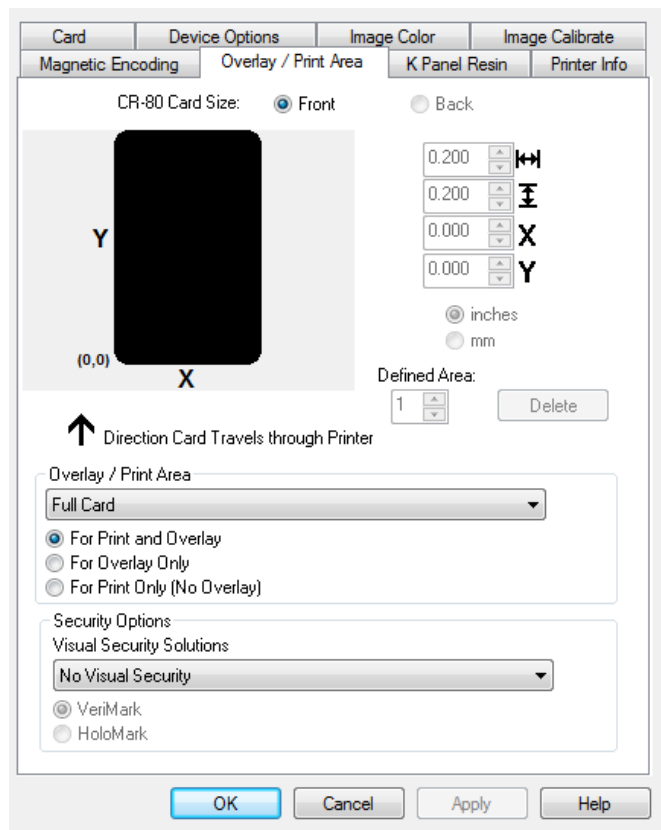 Card Device Options Image Color Image Calibrate
Magnetic Encoding Overlay / Print Area K Panel Resin Printer Info
CR-80 Card Size: Front Back
0.200
0.200
0.000 X
0.000 Y
Y
inches
mm
(0,0)
X
Defined Area:
1 Delete
Direction Card Travels through Printer
Overlay / Print Area
Full Card
For Print and Overlay
For Overlay Only
For Print Only (No Overlay)
Security Options
Visual Security Solutions
No Visual Security
VeriMark
HoloMark
OK Cancel Apply Help